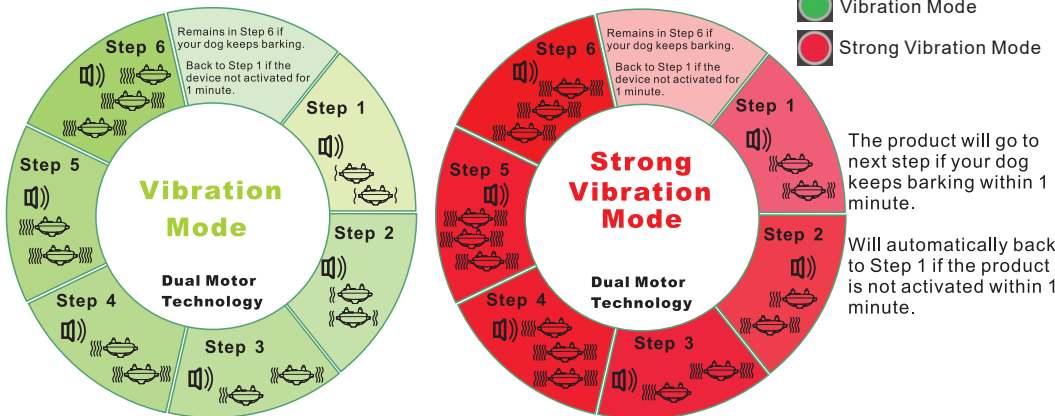 Remains in Step 6 if
your dog keeps barking.
Back to Step 1 if the
device not activated for
1 minute.
Step 1
Step 2
Step 3
Step 4
Step 5
Step 6
Vibration
Mode
Dual Motor
Technology
Remains in Step 6 if
your dog keeps barking.
Back to Step 1 if the
device not activated for
1 minute.
Step 1
Step 2
Step 3
Step 4
Step 5
Step 6
Strong
Vibration
Mode
Dual Motor
Technology
Vibration Mode
Strong Vibration Mode
The product will go to
next step if your dog
keeps barking within 1
minute.
Will automatically back
to Step 1 if the product
is not activated within 1
minute.